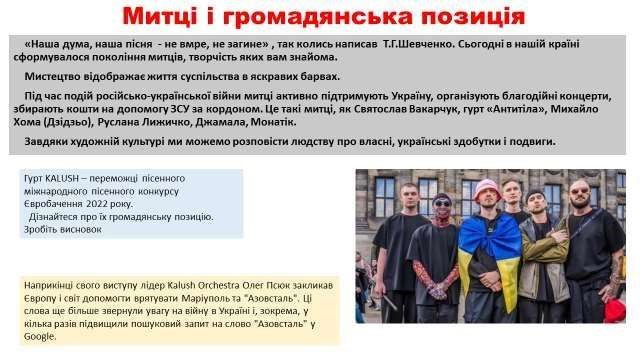 Митці і громадянська позиція
«Наша дума, наша пісня - не вмре, не загине» , так колись написав Т.Г.Шевченко. Сьогодні в нашій країні
сформувалося покоління митців, творчість яких вам знайома.
Мистецтво відображає життя суспільства в яскравих барвах.
Під час подій російсько-української війни митці активно підтримують Україну, організують благодійні концерти,
збирають кошти на допомогу ЗСУ за кордоном. Це такі митці, як Святослав Вакарчук, гурт «Антитіла», Михайло
Хома (Дзідзьо), Руслана Лижичко, Джамала, Монатік.
Завдяки художній культурі ми можемо розповісти людству про власні, українські здобутки і подвиги.
Гурт KALUSH – переможці пісенного
міжнародного пісенного конкурсу
Євробачення 2022 року.
Дізнайтеся про їх громадянську позицію.
Зробіть висновок
Наприкінці свого виступу лідер Kalush Orchestra Олег Псюк закликав
Європу і світ допомогти врятувати Маріуполь та "Азовсталь". Ці
слова ще більше звернули увагу на війну в Україні і, зокрема, у
кілька разів підвищили пошуковий запит на слово "Азовсталь" у
Google.